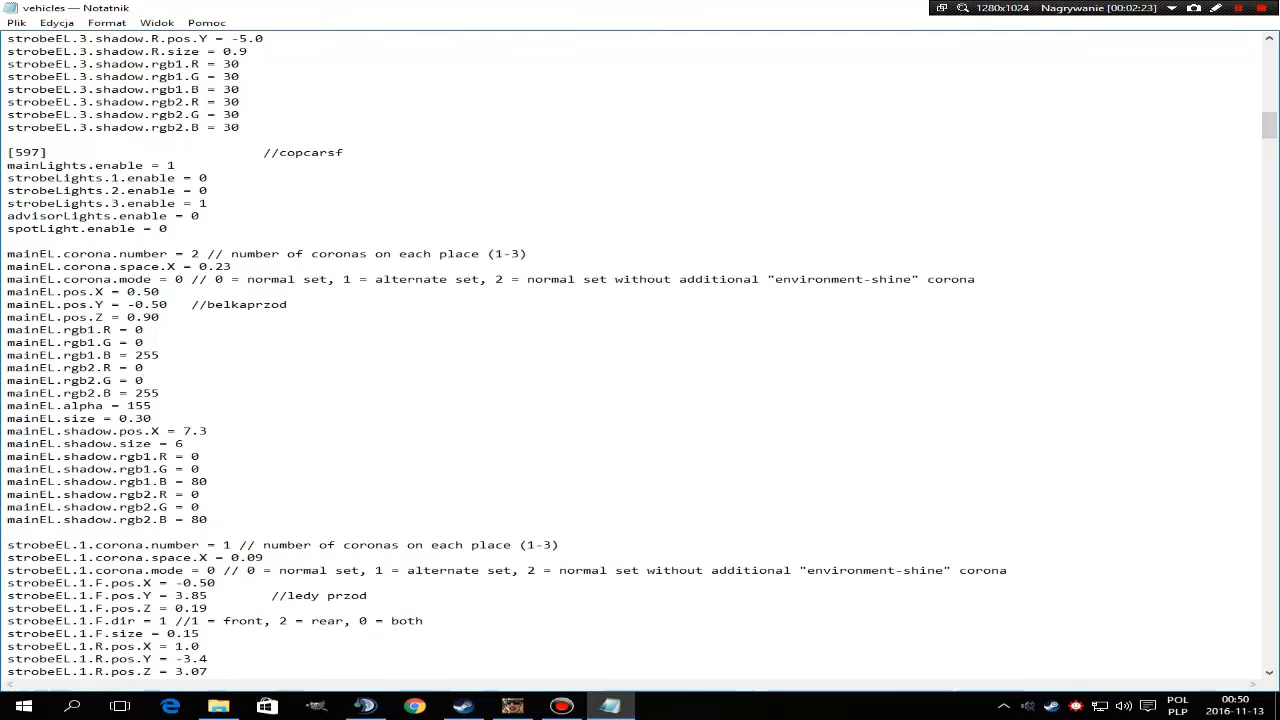 vehicles — Notatnik
1280x1024
Nagrywanie [00:02:23]
Plik Edycja Format Widok Pomoc
strobeEL.3.shadow.R.pos.Y = -5.0
strobeEL.3.shadow.R.size = 0.9
strobeEL.3.shadow.rgb1.R = 30
strobeEL.3.shadow.rgb1.G = 30
strobeEL.3.shadow.rgb1.B = 30
strobeEL.3.shadow.rgb2.R = 30
strobeEL.3.shadow.rgb2.G = 30
strobeEL.3.shadow.rgb2.B = 30
[597] //copcarsf
mainLights.enable = 1
strobeLights.1.enable = 0
strobeLights.2.enable = 0
strobeLights.3.enable = 1
advisorLights.enable = 0
spotLight.enable = 0
mainEL.corona.number = 2 // number of coronas on each place (1-3)
mainEL.corona.space.X = 0.23
mainEL.corona.mode = 0 // 0 = normal set, 1 = alternate set, 2 = normal set without additional "environment-shine" corona
mainEL.pos.X = 0.50
mainEL.pos.Y = -0.50 //belkaprzod
mainEL.pos.Z = 0.90
mainEL.rgb1.R = 0
mainEL.rgb1.G = 0
mainEL.rgb1.B = 255
mainEL.rgb2.R = 0
mainEL.rgb2.G = 0
mainEL.rgb2.B = 255
mainEL.alpha = 155
mainEL.size = 0.30
mainEL.shadow.pos.X = 7.3
mainEL.shadow.size = 6
mainEL.shadow.rgb1.R = 0
mainEL.shadow.rgb1.G = 0
mainEL.shadow.rgb1.B = 80
mainEL.shadow.rgb2.R = 0
mainEL.shadow.rgb2.G = 0
mainEL.shadow.rgb2.B = 80
strobeEL.1.corona.number = 1 // number of coronas on each place (1-3)
strobeEL.1.corona.space.X = 0.09
strobeEL.1.corona.mode = 0 // 0 = normal set, 1 = alternate set, 2 = normal set without additional "environment-shine" corona
strobeEL.1.F.pos.X = -0.50
strobeEL.1.F.pos.Y = 3.85 //ledy przod
strobeEL.1.F.pos.Z = 0.19
strobeEL.1.F.dir = 1 //1 = front, 2 = rear, 0 = both
strobeEL.1.F.size = 0.15
strobeEL.1.R.pos.X = 1.0
strobeEL.1.R.pos.Y = -3.4
strobeEL.1.R.pos.Z = 3.07
POL
PLP
00:50
2016-11-13